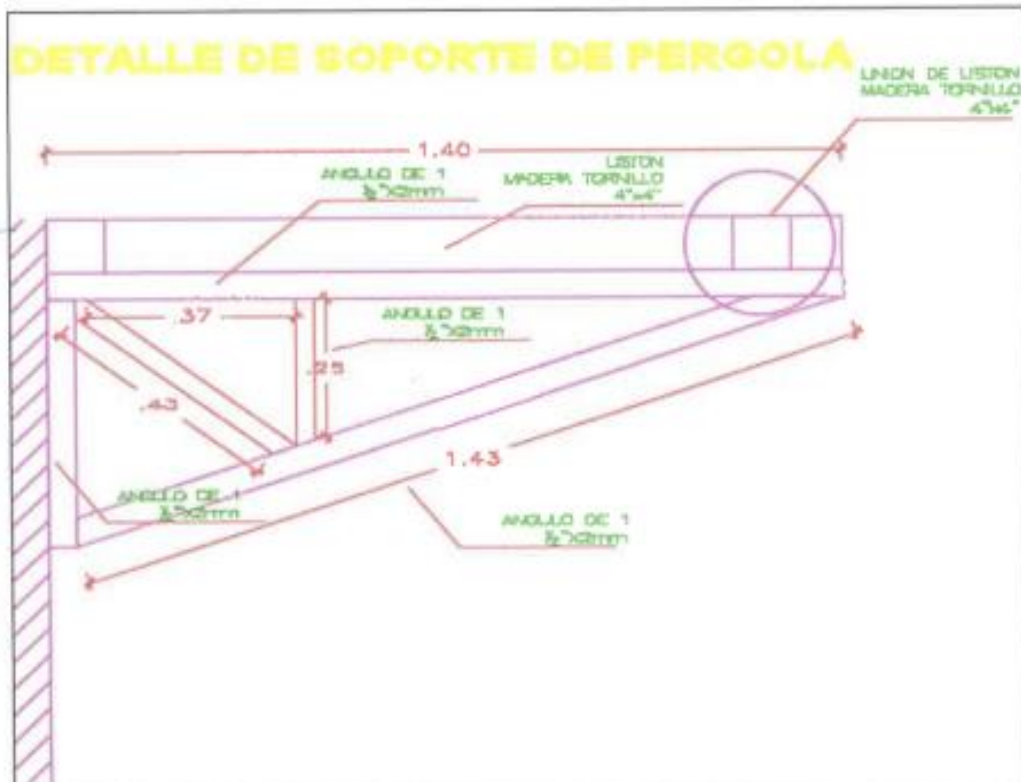 DETALLE DE SOPORTE DE PERGOLA
UNION DE LISTON
MADERA TORNILLO
4"x4"
1.40
ANGULO DE 1
½"X2mm
LISTON
MADERA TORNILLO
4"x4"
.37
ANGULO DE 1
½"X2mm
.25
.43
1.43
ANGULO DE 1
½"X2mm
ANGULO DE 1
½"X2mm